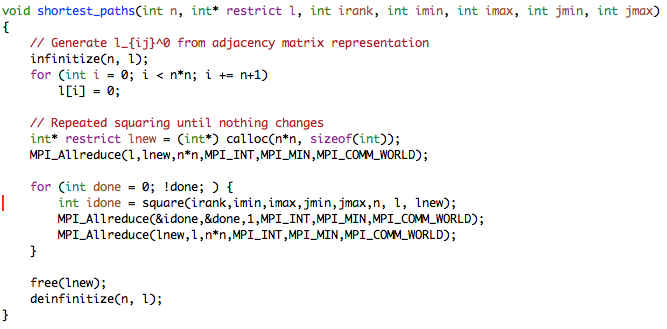 void shortest_paths(int n, int* restrict l, int irank, int imin, int imax, int jmin, int jmax)
{
    // Generate l_{ij}^0 from adjacency matrix representation
    infinitize(n, l);
    for (int i = 0; i < n*n; i += n+1)
        l[i] = 0;

    // Repeated squaring until nothing changes
    int* restrict lnew = (int*) calloc(n*n, sizeof(int));
    MPI_Allreduce(l,lnew,n*n,MPI_INT,MPI_MIN,MPI_COMM_WORLD);

    for (int done = 0; !done; ) {
        int idone = square(irank,imin,imax,jmin,jmax,n, l, lnew);
        MPI_Allreduce(&idone,&done,1,MPI_INT,MPI_MIN,MPI_COMM_WORLD);
        MPI_Allreduce(lnew,l,n*n,MPI_INT,MPI_MIN,MPI_COMM_WORLD);
    }

    free(lnew);
    deinfinitize(n, l);
}